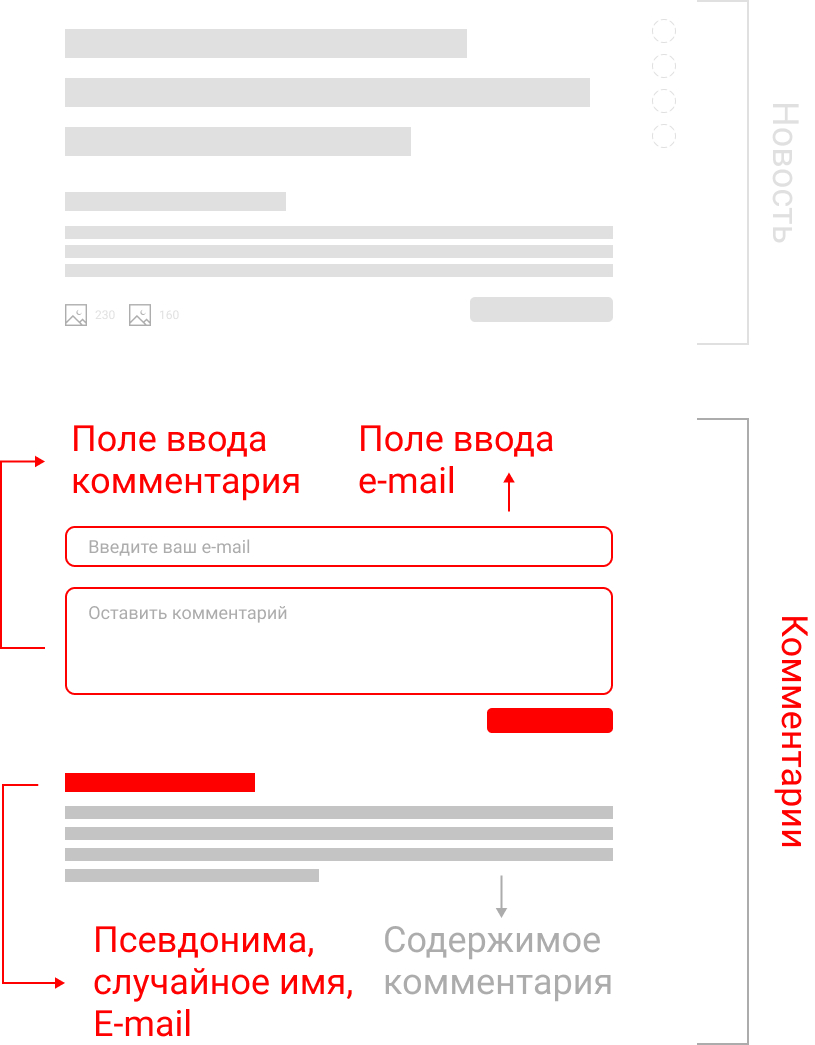 Новость
230
160
Поле ввода
комментария
Поле ввода
e-mail
Введите ваш e-mail
Оставить комментарий
Комментарии
Псевдонима,
случайное имя,
E-mail
Содержимое
комментария